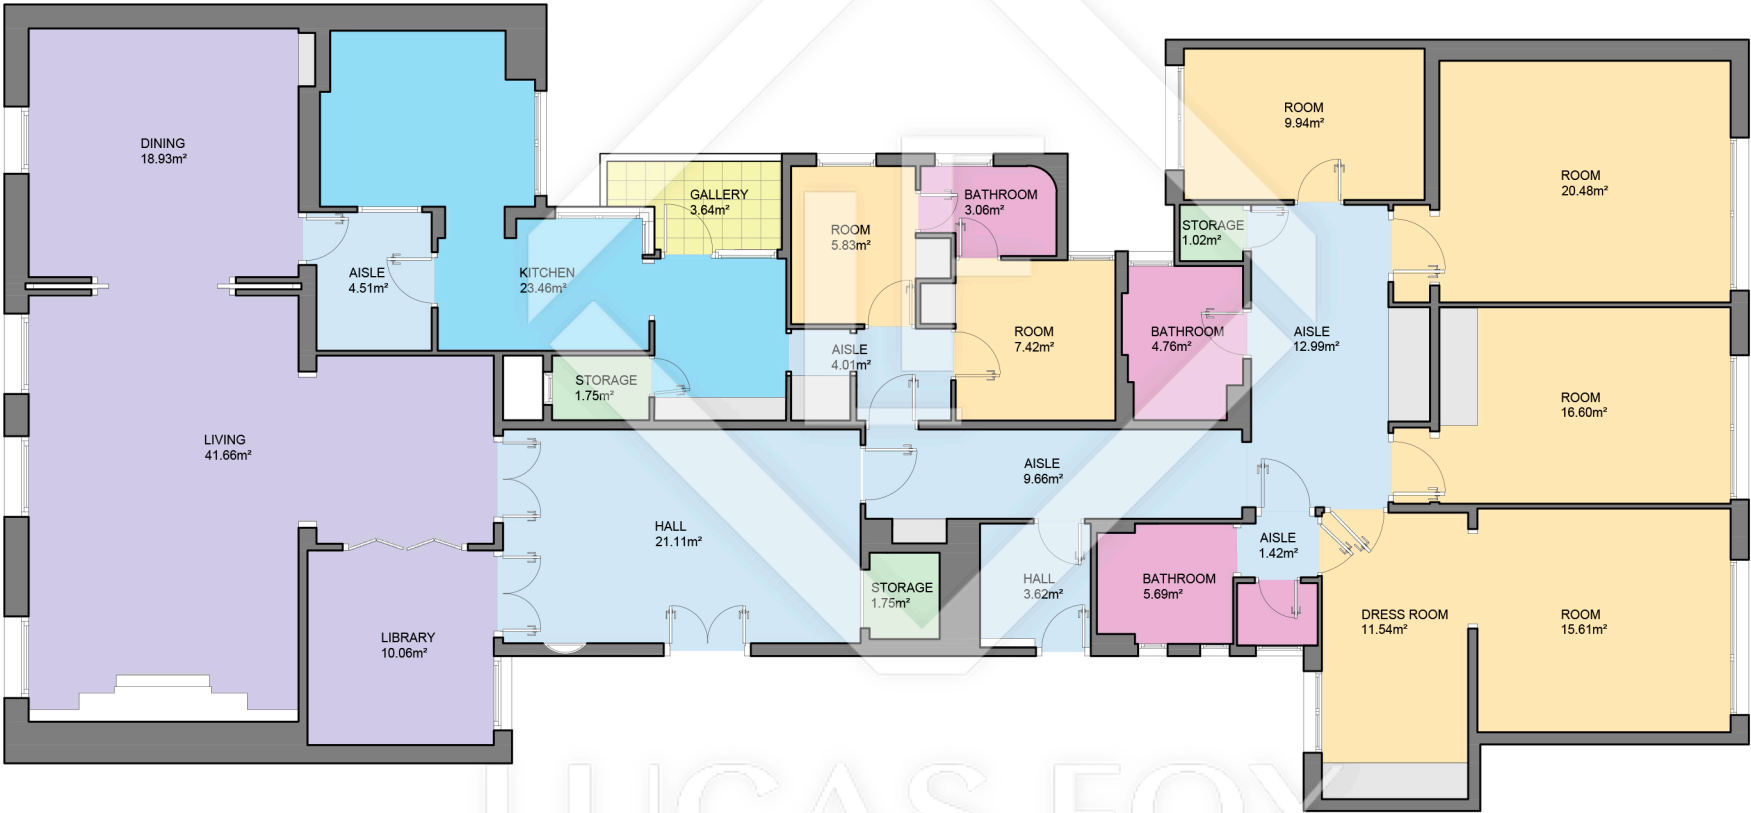 DINING
18.93m²
AISLE
4.51m²
KITCHEN
23.46m²
GALLERY
3.64m²
ROOM
5.83m²
BATHROOM
3.06m²
ROOM
9.94m²
ROOM
20.48m²
STORAGE
1.02m²
AISLE
4.01m²
ROOM
7.42m²
BATHROOM
4.76m²
AISLE
12.99m²
STORAGE
1.75m²
ROOM
16.60m²
LIVING
41.66m²
AISLE
9.66m²
HALL
21.11m²
STORAGE
1.75m²
HALL
3.62m²
BATHROOM
5.69m²
AISLE
1.42m²
DRESS ROOM
11.54m²
ROOM
15.61m²
LIBRARY
10.06m²
LUCAS FOX